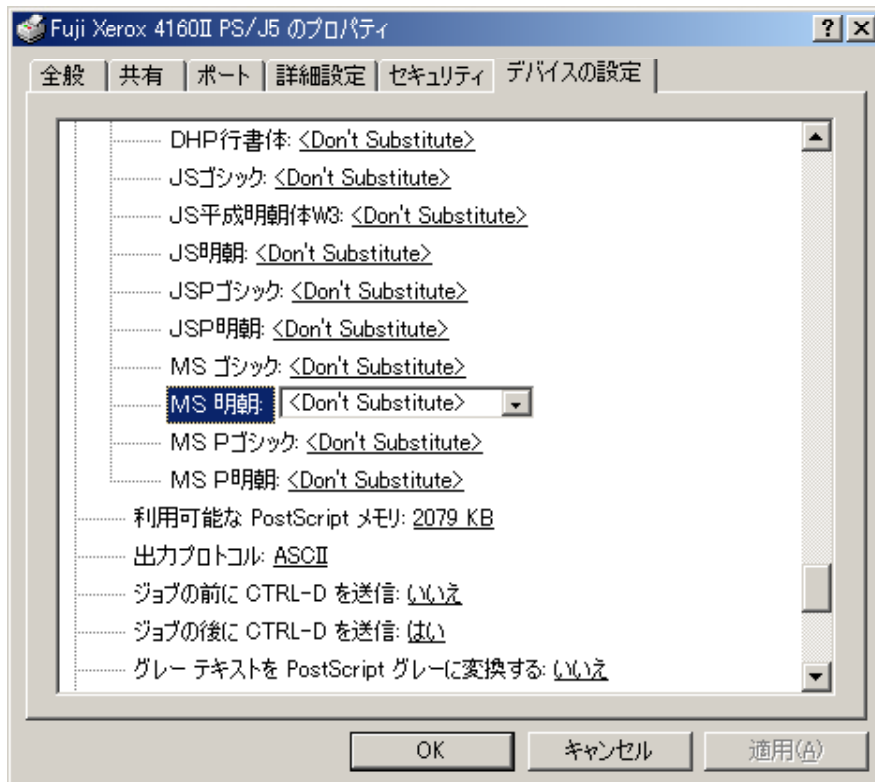 Fuji Xerox 4160II PS/J5 のプロパティ
全般 共有 ポート 詳細設定 セキュリティ デバイスの設定
DHP行書体: <Don't Substitute>
JSゴシック: <Don't Substitute>
JS平成明朝体W3: <Don't Substitute>
JS明朝: <Don't Substitute>
JSPゴシック: <Don't Substitute>
JSP明朝: <Don't Substitute>
MS ゴシック: <Don't Substitute>
MS 明朝: <Don't Substitute>
MS Pゴシック: <Don't Substitute>
MS P明朝: <Don't Substitute>
利用可能な PostScript メモリ: 2079 KB
出力プロトコル: ASCII
ジョブの前に CTRL-D を送信: いいえ
ジョブの後に CTRL-D を送信: はい
グレー テキストを PostScript グレーに変換する: いいえ
OK キャンセル 適用(A)